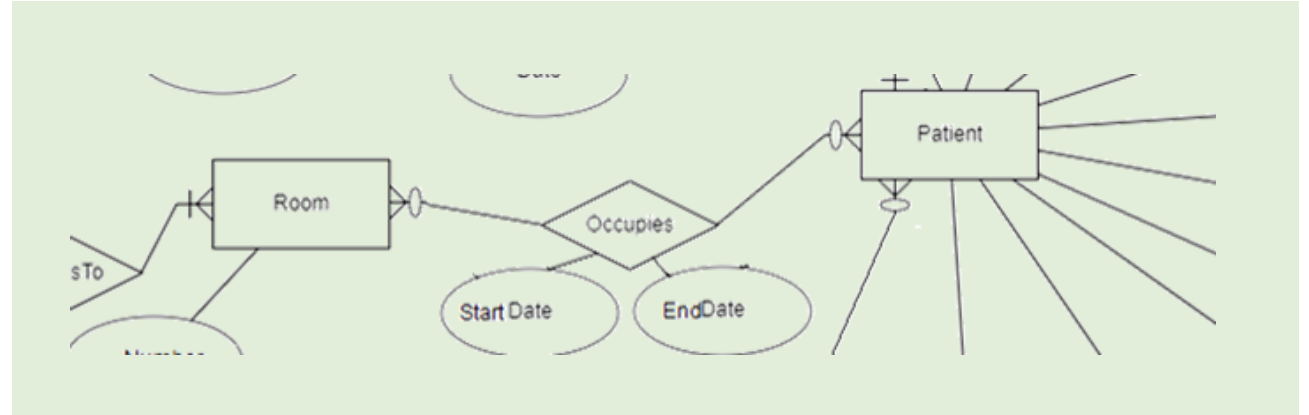 Patient
Room
Occupies
sTo
Start Date
EndDate